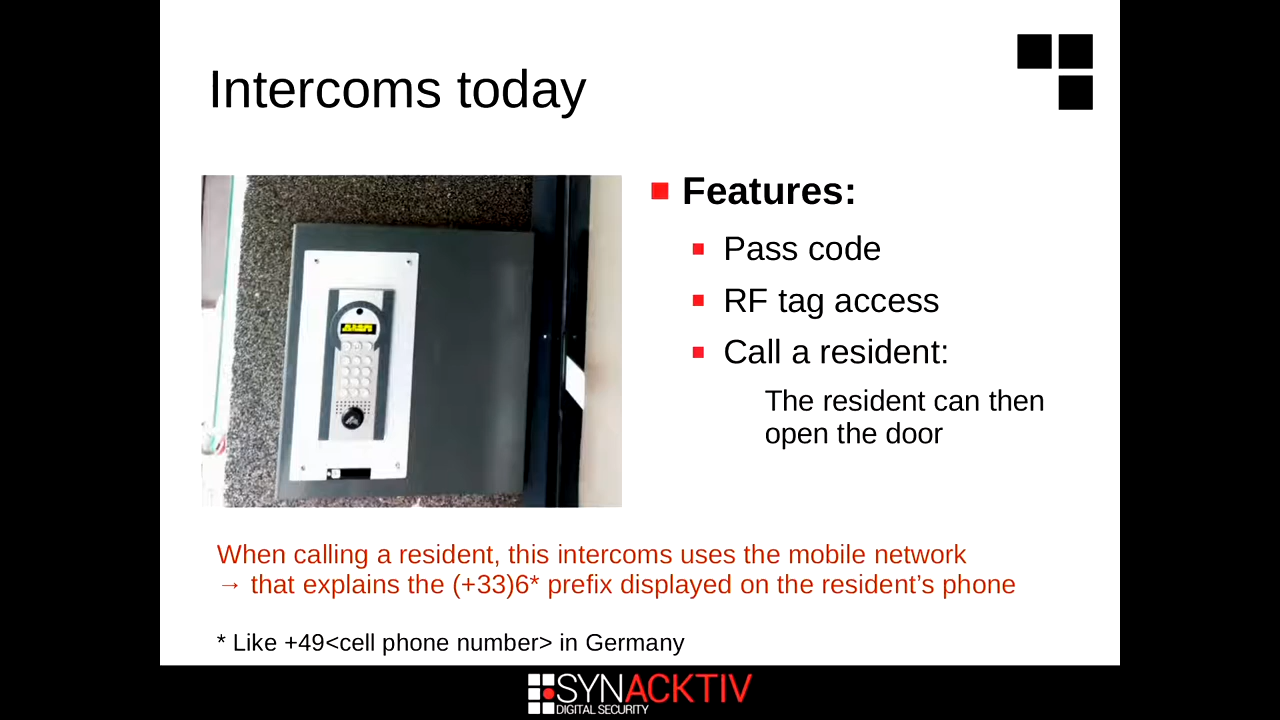 Intercoms today
Features:
Pass code
RF tag access
Call a resident:
The resident can then
open the door
When calling a resident, this intercoms uses the mobile network
→ that explains the (+33)6* prefix displayed on the resident's phone
* Like +49<cell phone number> in Germany
SYNACKTIV
DIGITAL SECURITY